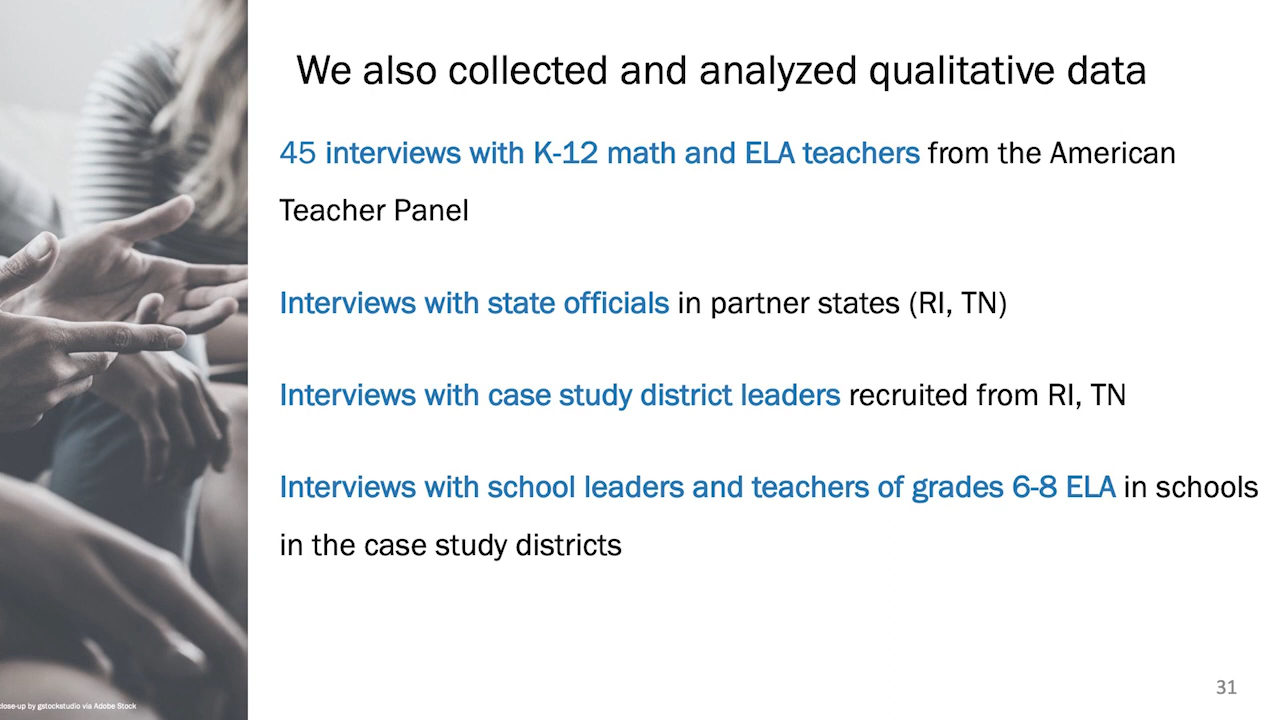 We also collected and analyzed qualitative data
45 interviews with K-12 math and ELA teachers from the American
Teacher Panel
Interviews with state officials in partner states (RI, TN)
Interviews with case study district leaders recruited from RI, TN
Interviews with school leaders and teachers of grades 6-8 ELA in schools
in the case study districts
31
close-up by gstockstudio via Adobe Stock